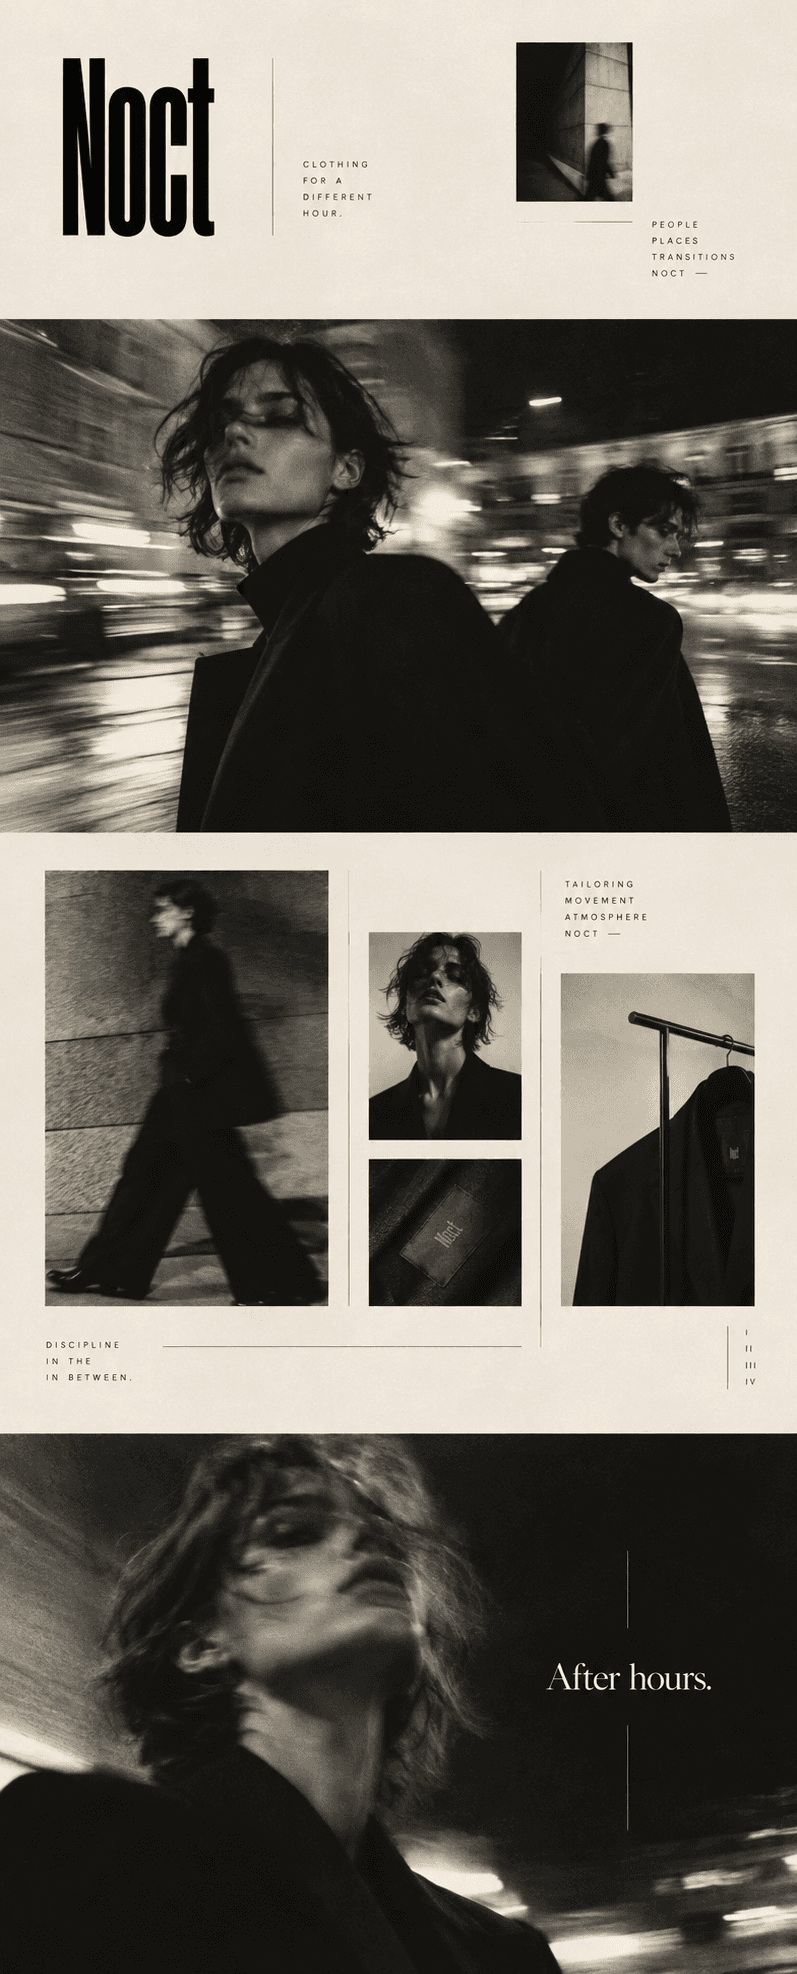 Noct
CLOTHING
FOR A
DIFFERENT
HOUR.
PEOPLE
PLACES
TRANSITIONS
NOCT —
TAILORING
MOVEMENT
ATMOSPHERE
NOCT —
Noct
Noct
DISCIPLINE
IN THE
IN BETWEEN.
I
II
III
IV
After hours.